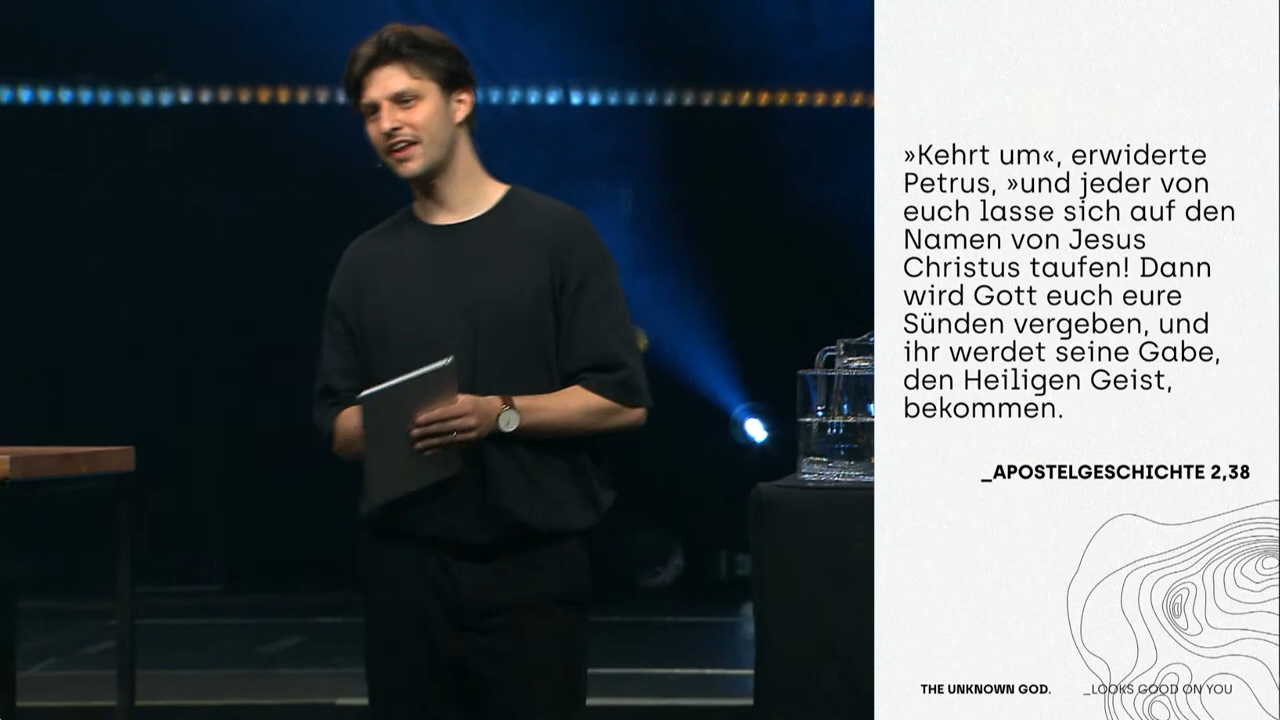 »Kehrt um«, erwiderte
Petrus, »und jeder von
euch lasse sich auf den
Namen von Jesus
Christus taufen! Dann
wird Gott euch eure
Sünden vergeben, und
ihr werdet seine Gabe,
den Heiligen Geist,
bekommen.
_APOSTELGESCHICHTE 2,38
THE UNKNOWN GOD. _LOOKS GOOD ON YOU